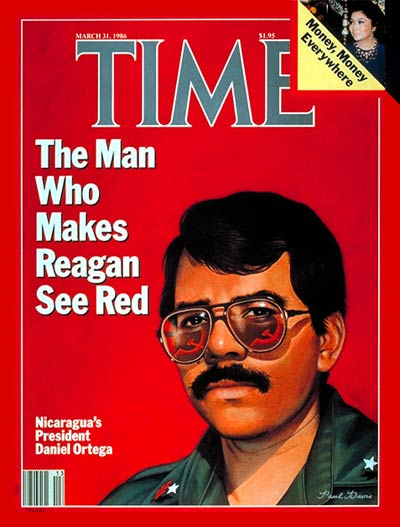 MARCH 31, 1986
$1.95
Money, Money
Everywhere
TIME
The Man
Who
Makes
Reagan
See Red
Nicaragua's
President
Daniel Ortega
13
Paul Davis